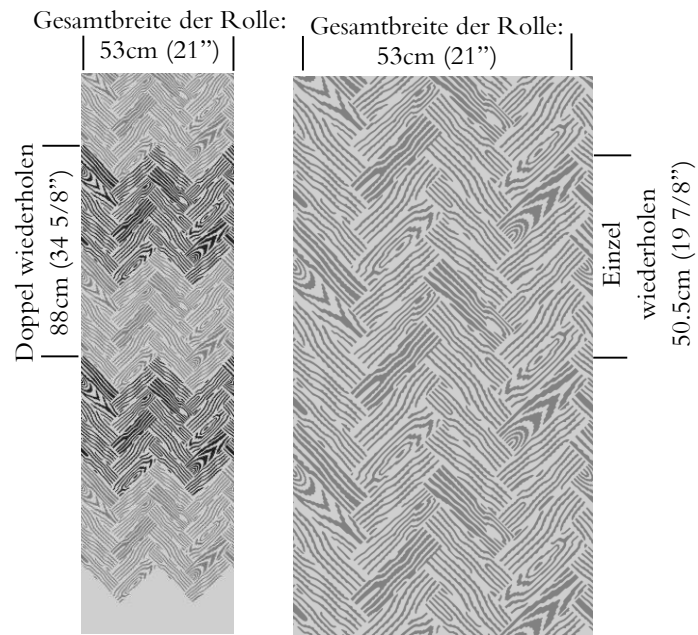 Gesamtbreite der Rolle:
53cm (21”)
Doppel wiederholen
88cm (34 5/8”)
Gesamtbreite der Rolle:
53cm (21”)
Einzel
wiederholen
50.5cm (19 7/8”)